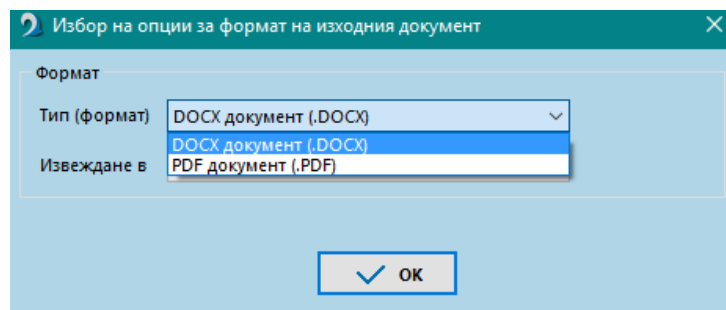 Избор на опции за формат на изходния документ
Формат
Тип (формат)
DOCX документ (.DOCX)
DOCX документ (.DOCX)
PDF документ (.PDF)
Извеждане в
ОК